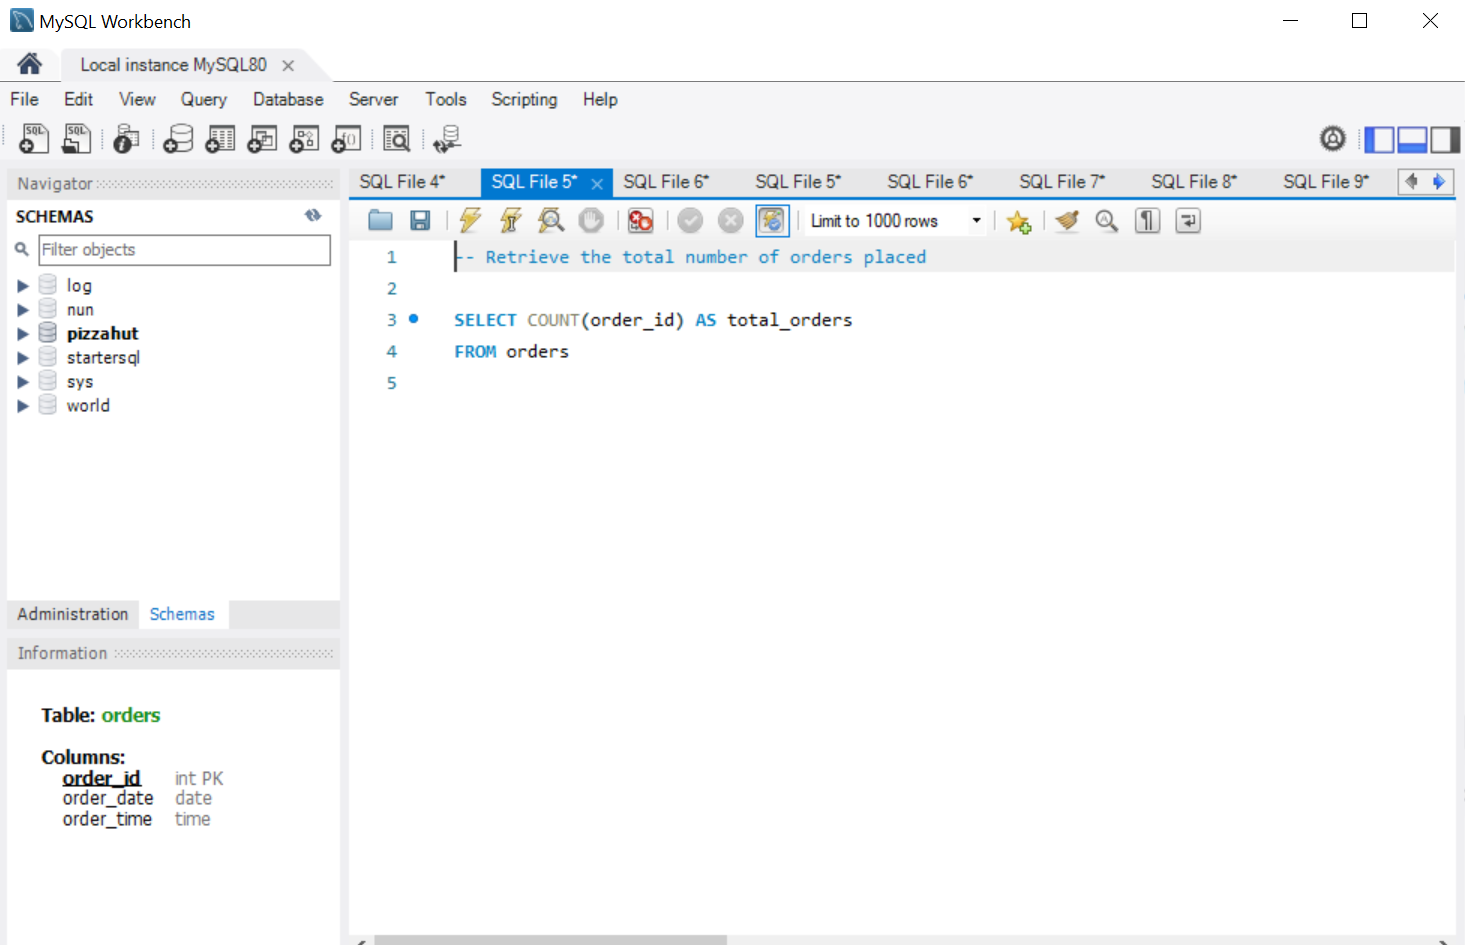 MySQL Workbench
Local instance MySQL80
File Edit View Query Database Server Tools Scripting Help
Navigator
SCHEMAS
Filter objects
log
nun
pizzahut
startersql
sys
world
Administration Schemas
Information
Table: orders
Columns:
order_id int PK
order_date date
order_time time
SQL File 4* SQL File 5* SQL File 6* SQL File 5* SQL File 6* SQL File 7* SQL File 8* SQL File 9*
Limit to 1000 rows
1 -- Retrieve the total number of orders placed
2
3 SELECT COUNT(order_id) AS total_orders
4 FROM orders
5